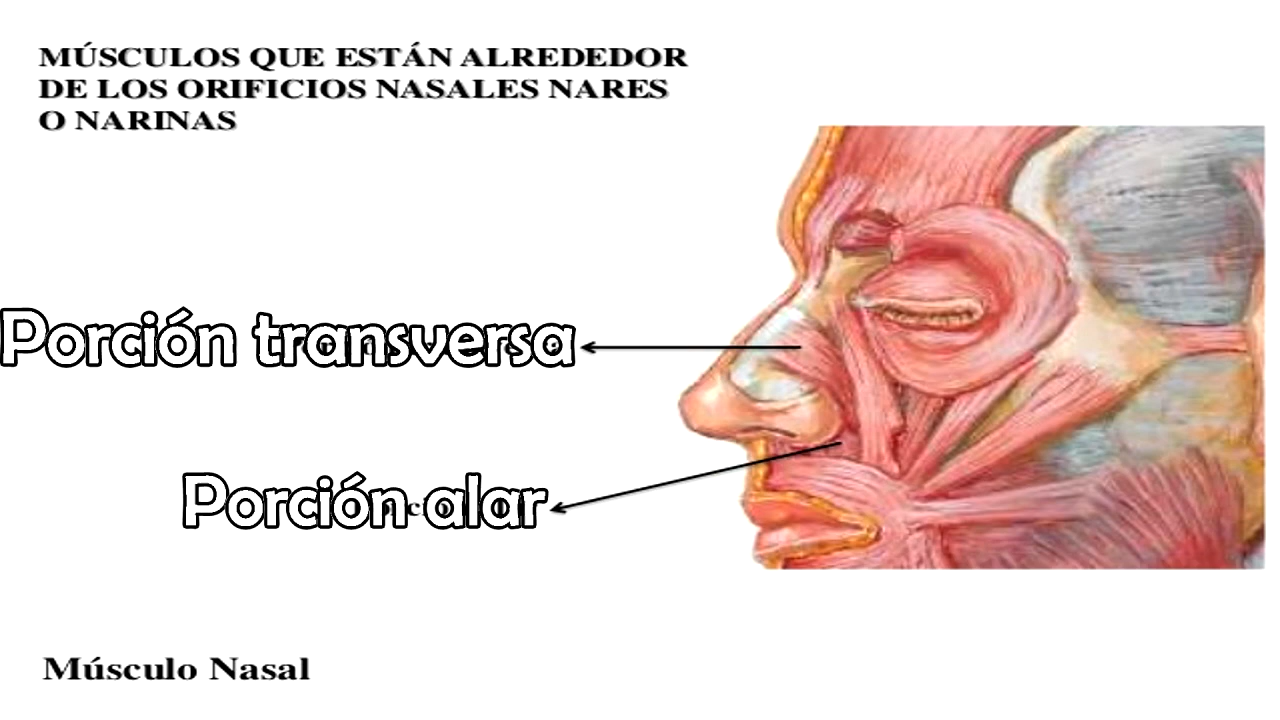 MÚSCULOS QUE ESTÁN ALREDEDOR
DE LOS ORIFICIOS NASALES NARES
O NARINAS
Porción transversa
Porción alar
Músculo Nasal